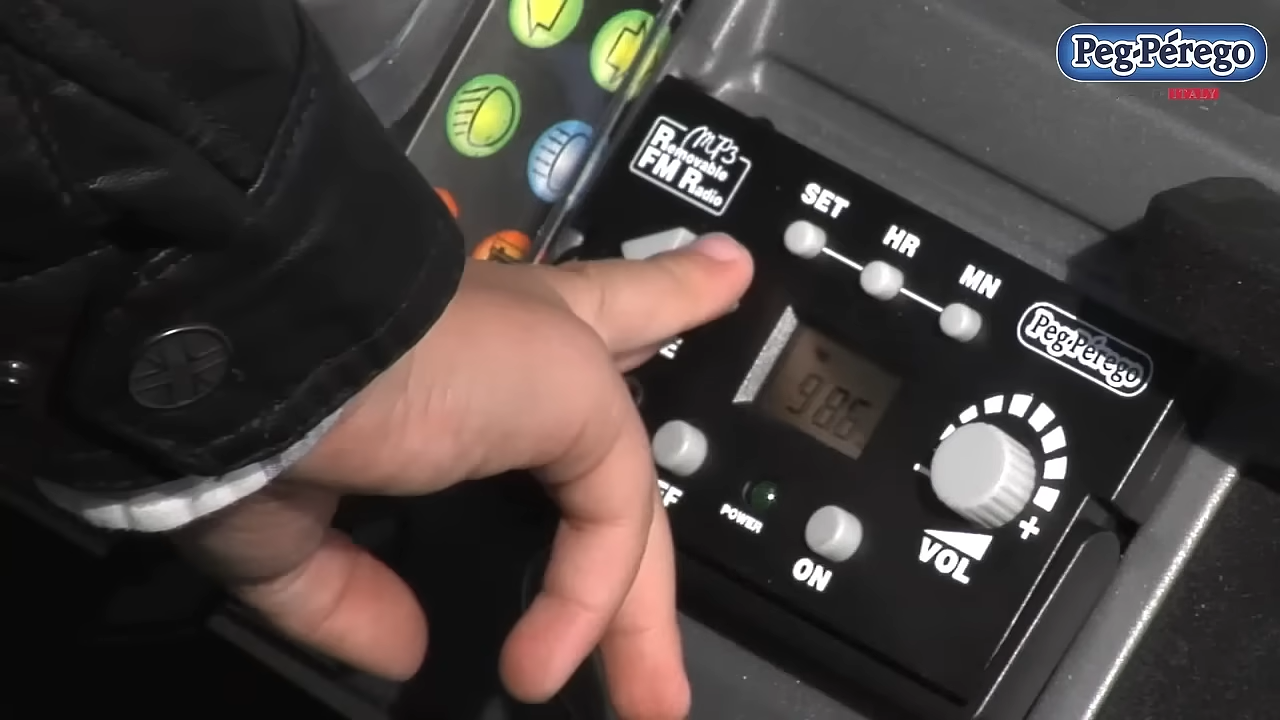 Peg-Pérego
ITALY
MP3
Removable
FM Radio
SET
HR
MN
Peg-Pérego
98.6
POWER
ON
VOL
+